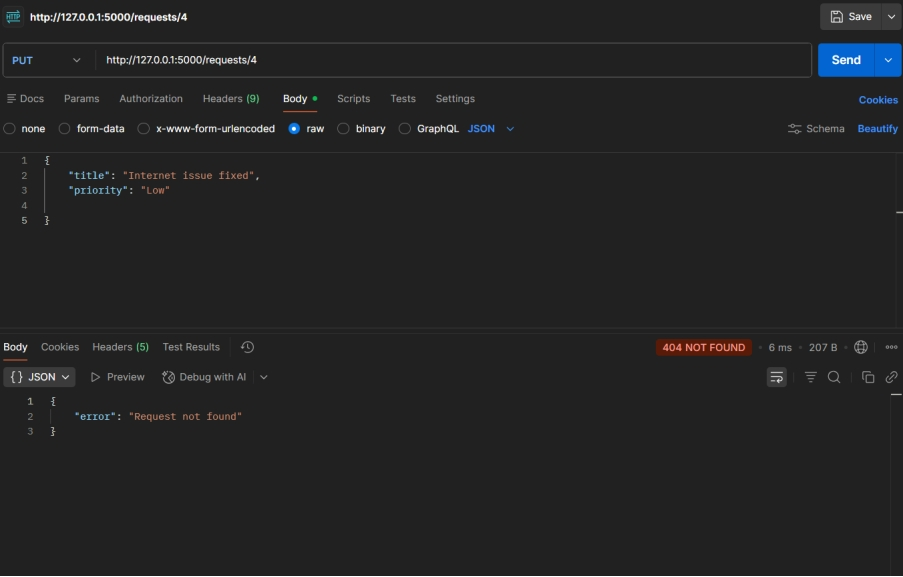 HTTP http://127.0.0.1:5000/requests/4 Save
PUT http://127.0.0.1:5000/requests/4 Send
Docs Params Authorization Headers (9) Body Scripts Tests Settings Cookies
none form-data x-www-form-urlencoded raw binary GraphQL JSON Schema Beautify
1 {
2 "title": "Internet issue fixed",
3 "priority": "Low"
4
5 }
Body Cookies Headers (5) Test Results 404 NOT FOUND 6 ms 207 B
{} JSON Preview Debug with AI
1 {
2 "error": "Request not found"
3 }